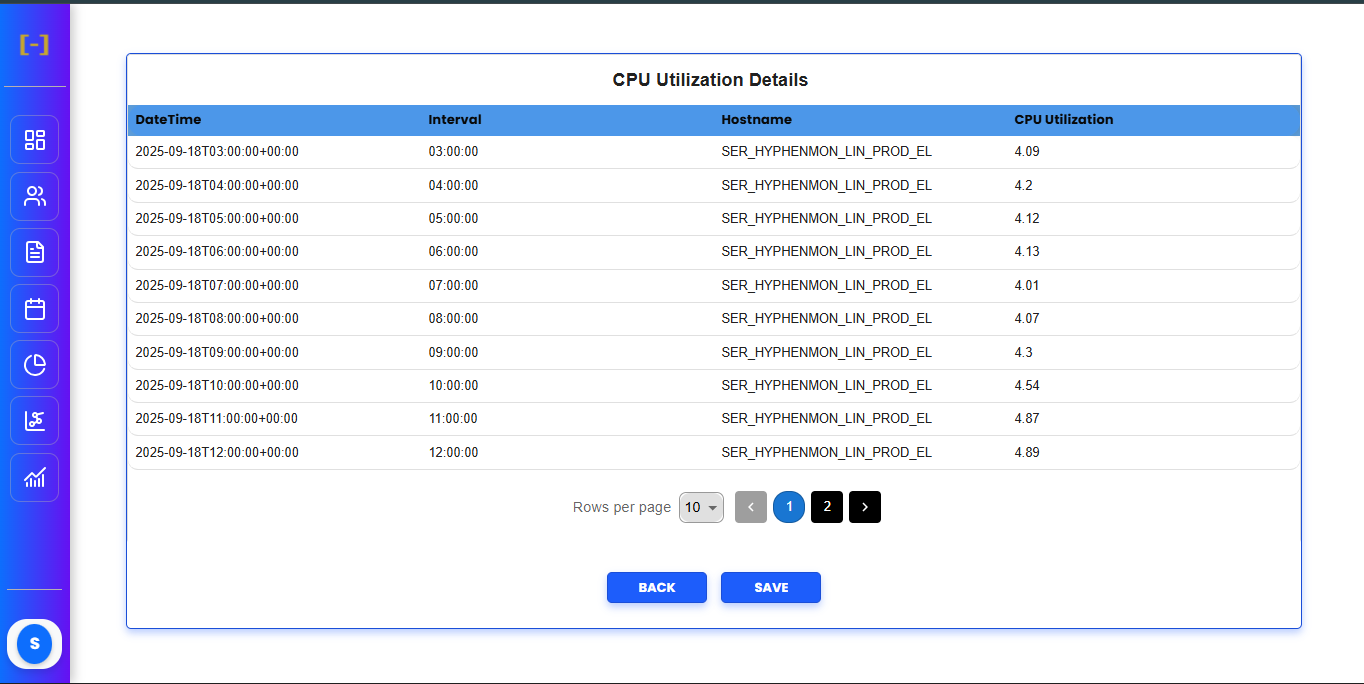 [-]
CPU Utilization Details
DateTime Interval Hostname CPU Utilization
2025-09-18T03:00:00+00:00 03:00:00 SER_HYPHENMON_LIN_PROD_EL 4.09
2025-09-18T04:00:00+00:00 04:00:00 SER_HYPHENMON_LIN_PROD_EL 4.2
2025-09-18T05:00:00+00:00 05:00:00 SER_HYPHENMON_LIN_PROD_EL 4.12
2025-09-18T06:00:00+00:00 06:00:00 SER_HYPHENMON_LIN_PROD_EL 4.13
2025-09-18T07:00:00+00:00 07:00:00 SER_HYPHENMON_LIN_PROD_EL 4.01
2025-09-18T08:00:00+00:00 08:00:00 SER_HYPHENMON_LIN_PROD_EL 4.07
2025-09-18T09:00:00+00:00 09:00:00 SER_HYPHENMON_LIN_PROD_EL 4.3
2025-09-18T10:00:00+00:00 10:00:00 SER_HYPHENMON_LIN_PROD_EL 4.54
2025-09-18T11:00:00+00:00 11:00:00 SER_HYPHENMON_LIN_PROD_EL 4.87
2025-09-18T12:00:00+00:00 12:00:00 SER_HYPHENMON_LIN_PROD_EL 4.89
Rows per page 10 < 1 2 >
BACK SAVE
S